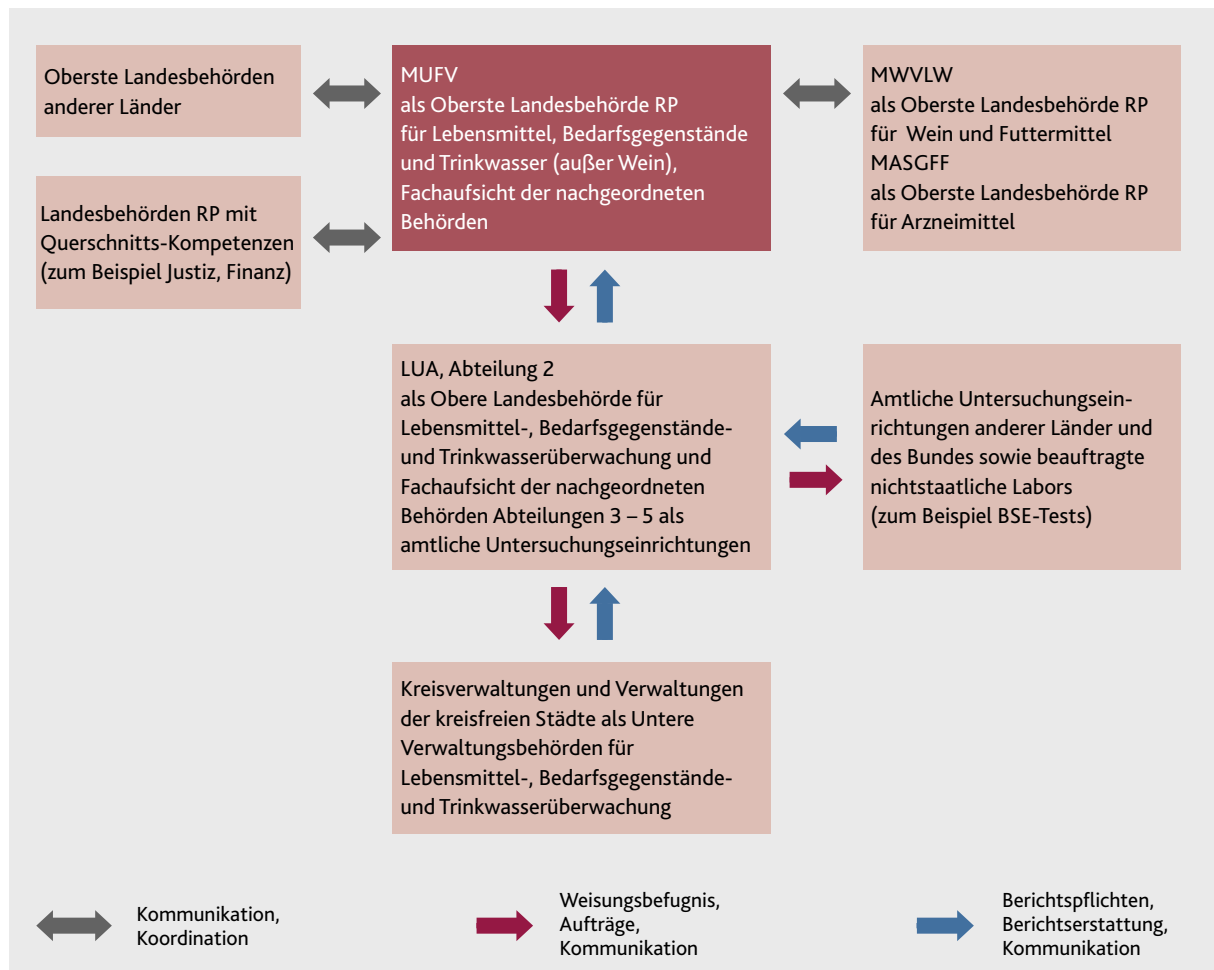 Oberste Landesbehörden
anderer Länder
MUFV
als Oberste Landesbehörde RP
für Lebensmittel, Bedarfsgegenstände
und Trinkwasser (außer Wein),
Fachaufsicht der nachgeordneten
Behörden
MWVLW
als Oberste Landesbehörde RP
für Wein und Futtermittel
MASGFF
als Oberste Landesbehörde RP
für Arzneimittel
Landesbehörden RP mit
Querschnitts-Kompetenzen
(zum Beispiel Justiz, Finanz)
LUA, Abteilung 2
als Obere Landesbehörde für
Lebensmittel-, Bedarfsgegenstände-
und Trinkwasserüberwachung und
Fachaufsicht der nachgeordneten
Behörden Abteilungen 3 – 5 als
amtliche Untersuchungseinrichtungen
Amtliche Untersuchungsein-
richtungen anderer Länder und
des Bundes sowie beauftragte
nichtstaatliche Labors
(zum Beispiel BSE-Tests)
Kreisverwaltungen und Verwaltungen
der kreisfreien Städte als Untere
Verwaltungsbehörden für
Lebensmittel-, Bedarfsgegenstände-
und Trinkwasserüberwachung
Kommunikation,
Koordination
Weisungsbefugnis,
Aufträge,
Kommunikation
Berichtspflichten,
Berichtserstattung,
Kommunikation